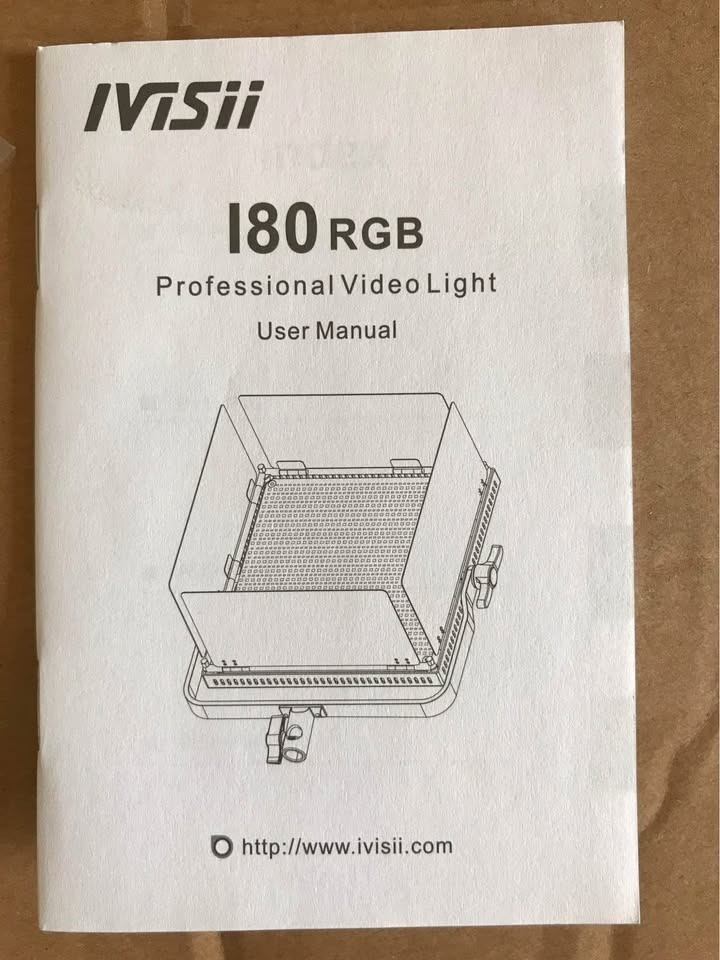 IVISII
I80 RGB
Professional Video Light
User Manual
http://www.ivisii.com